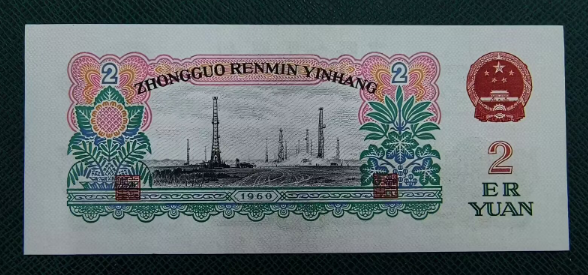 2
ZHONGGUO RENMIN YINHANG
2
2
ER
YUAN
1960